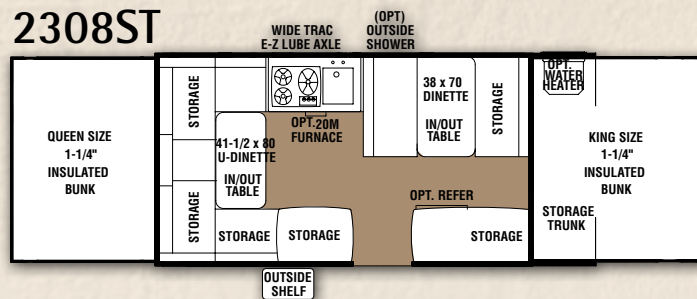 2308ST
WIDE TRAC
E-Z LUBE AXLE
(OPT)
OUTSIDE
SHOWER
QUEEN SIZE
1-1/4"
INSULATED
BUNK
STORAGE
STORAGE
41-1/2 x 80
U-DINETTE
IN/OUT
TABLE
OPT.20M
FURNACE
38 x 70
DINETTE
IN/OUT
TABLE
STORAGE
OPT.
WATER
HEATER
KING SIZE
1-1/4"
INSULATED
BUNK
STORAGE
TRUNK
OPT. REFER
STORAGE
STORAGE
STORAGE
OUTSIDE
SHELF